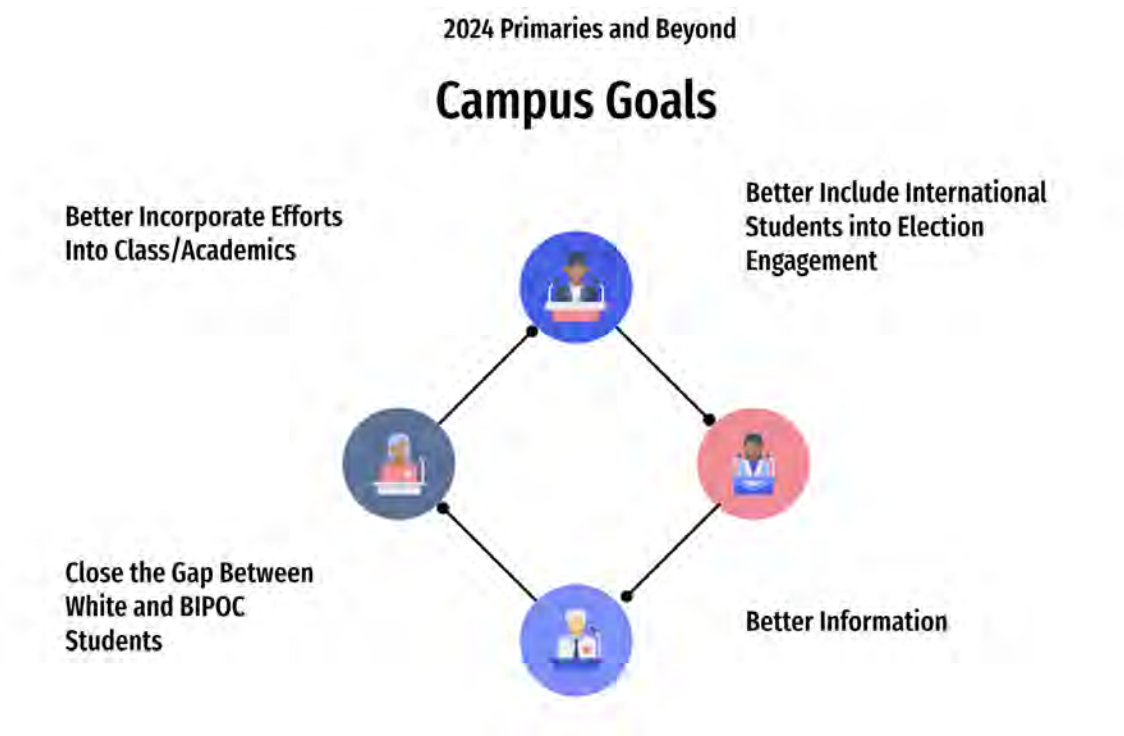 2024 Primaries and Beyond
Campus Goals
Better Incorporate Efforts
Into Class/Academics
Better Include International
Students into Election
Engagement
Close the Gap Between
White and BIPOC
Students
Better Information